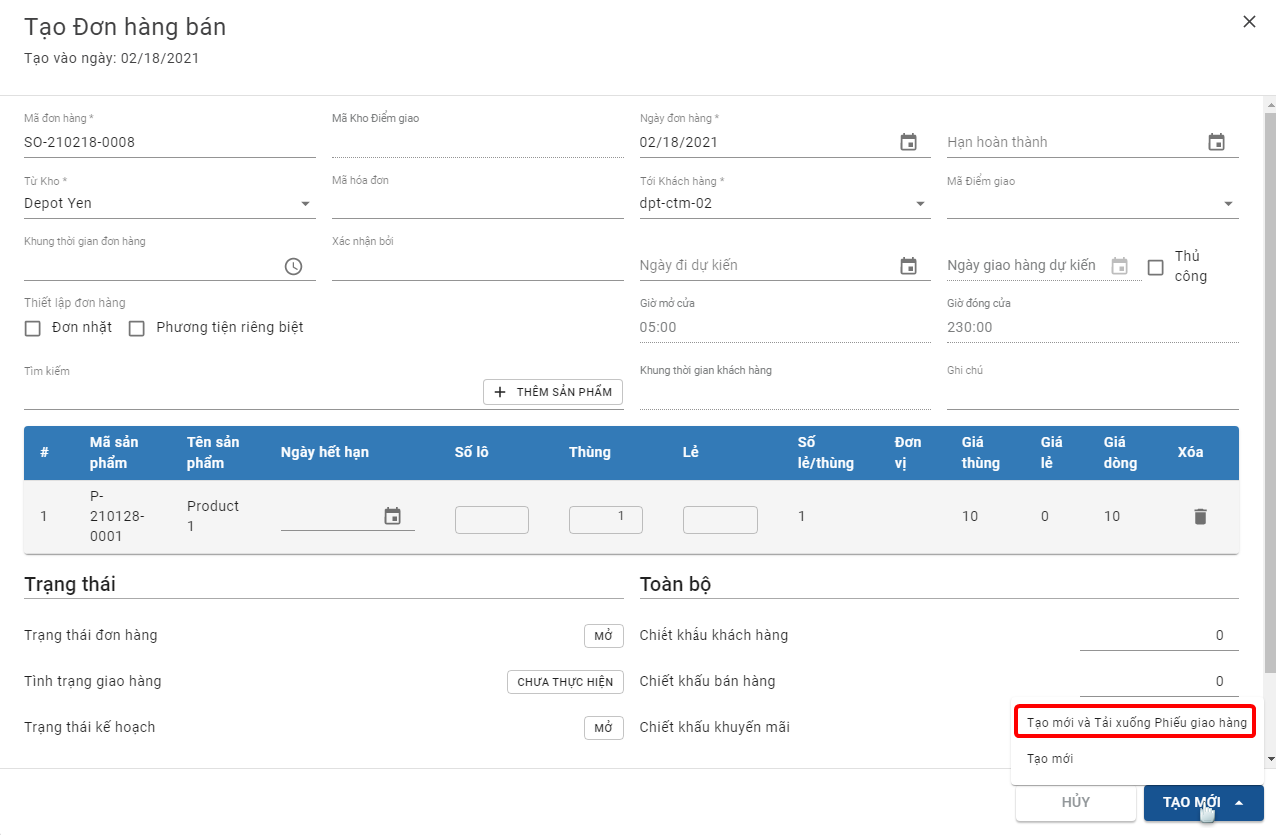 Tạo Đơn hàng bán
Tạo vào ngày: 02/18/2021
Mã đơn hàng * Mã Kho Điểm giao Ngày đơn hàng *
SO-210218-0008 02/18/2021 Hạn hoàn thành
Từ Kho * Mã hóa đơn Tới Khách hàng * Mã Điểm giao
Depot Yen dpt-ctm-02
Khung thời gian đơn hàng Xác nhận bởi
Ngày đi dự kiến Ngày giao hàng dự kiến Thủ
công
Thiết lập đơn hàng Giờ mở cửa Giờ đóng cửa
Đơn nhặt Phương tiện riêng biệt 05:00 230:00
Tìm kiếm Khung thời gian khách hàng Ghi chú
+ THÊM SẢN PHẨM
# Mã sản Tên sản Ngày hết hạn Số lô Thùng Lẻ Số Đơn Giá Giá Giá Xóa
phẩm phẩm lẻ/thùng vị thùng lẻ dòng
1 P- Product 1 1 10 0 10
210128- 1
0001
Trạng thái Toàn bộ
Trạng thái đơn hàng MỞ Chiết khấu khách hàng 0
Tình trạng giao hàng CHƯA THỰC HIỆN Chiết khấu bán hàng 0
Trạng thái kế hoạch MỞ Chiết khấu khuyến mãi
Tạo mới và Tải xuống Phiếu giao hàng
Tạo mới
HỦY TẠO MỚI